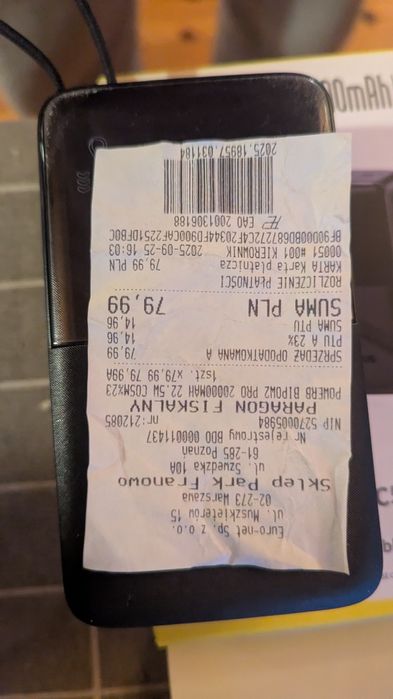 Euro-net Sp. z o.o.
ul. Muszkieterów 15
02-273 Warszawa
Sklep Park Franowo
ul. Szwedzka 10A
61-285 Poznań
Nr rejestrowy BDO 000011437
NIP 5270005984 nr:212085
PARAGON FISKALNY
POWERB BIPOW2 PRO 20000MAH 22.5W CO5N%23
1szt. x79,99 79,99A
SPRZEDAŻ OPODATKOWANA A 79,99
PTU A 23% 14,96
SUMA PTU 14,96
SUMA PLN 79,99
ROZLICZENIE PŁATNOŚCI
KARTA Karta płatnicza 79,99 PLN
00051 #001 KIEROWNIK 2025-09-25 16:03
EAO 2001306188
2025.18957.031184